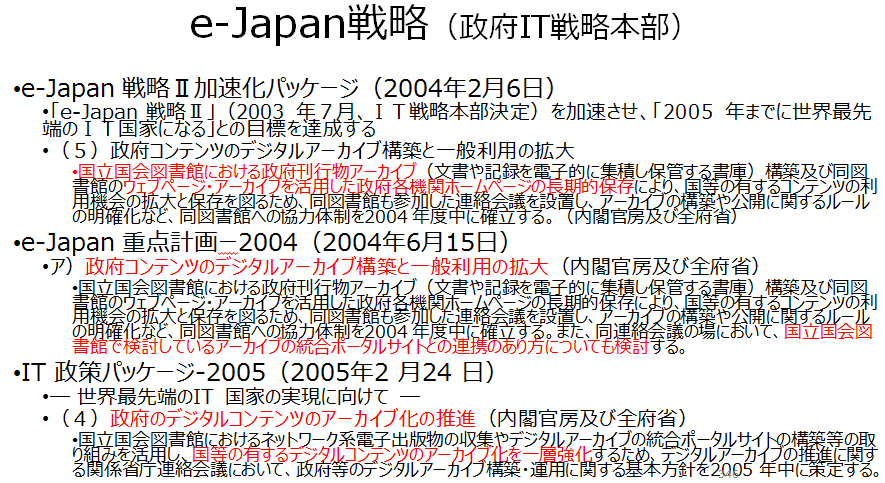 e-Japan戦略（政府IT戦略本部）
•e-Japan 戦略Ⅱ加速化パッケージ（2004年2月6日）
•「e-Japan 戦略Ⅱ」（2003 年７月、ＩＴ戦略本部決定）を加速させ、「2005 年までに世界最先
端のＩＴ国家になる」との目標を達成する
•（５）政府コンテンツのデジタルアーカイブ構築と一般利用の拡大
•国立国会図書館における政府刊行物アーカイブ（文書や記録を電子的に集積し保管する書庫）構築及び同図
書館のウェブページ・アーカイブを活用した政府各機関ホームページの長期的保存により、国等の有するコンテンツの利
用機会の拡大と保存を図るため、同図書館も参加した連絡会議を設置し、アーカイブの構築や公開に関するルール
の明確化など、同図書館への協力体制を2004 年度中に確立する。（内閣官房及び全府省）
•e-Japan 重点計画－2004（2004年6月15日）
•ア）政府コンテンツのデジタルアーカイブ構築と一般利用の拡大（内閣官房及び全府省）
•国立国会図書館における政府刊行物アーカイブ（文書や記録を電子的に集積し保管する書庫）構築及び同図
書館のウェブページ・アーカイブを活用した政府各機関ホームページの長期的保存により、国等の有するコンテンツの利
用機会の拡大と保存を図るため、同図書館も参加した連絡会議を設置し、アーカイブの構築や公開に関するルール
の明確化など、同図書館への協力体制を2004 年度中に確立する。また、同連絡会議の場において、国立国会図
書館で検討しているアーカイブの統合ポータルサイトとの連携のあり方についても検討する。
•IT 政策パッケージ-2005（2005年2 月24 日）
•― 世界最先端のIT 国家の実現に向けて ―
•（４）政府のデジタルコンテンツのアーカイブ化の推進（内閣官房及び全府省）
•国立国会図書館におけるネットワーク系電子出版物の収集やデジタルアーカイブの統合ポータルサイトの構築等の取
り組みを活用し、国等の有するデジタルコンテンツのアーカイブ化を一層強化するため、デジタルアーカイブの推進に関す
る関係省庁連絡会議において、政府等のデジタルアーカイブ構築・運用に関する基本方針を2005 年中に策定する。